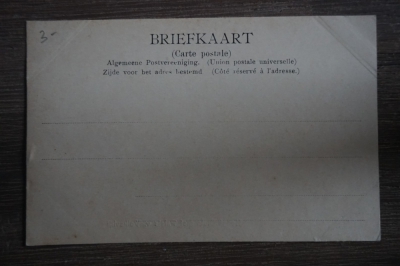 3-
BRIEFKAART
(Carte postale)
Algemeene Postvereeniging. (Union postale universelle)
Zijde voor het adres bestemd. (Côté réservé à l'adresse.)